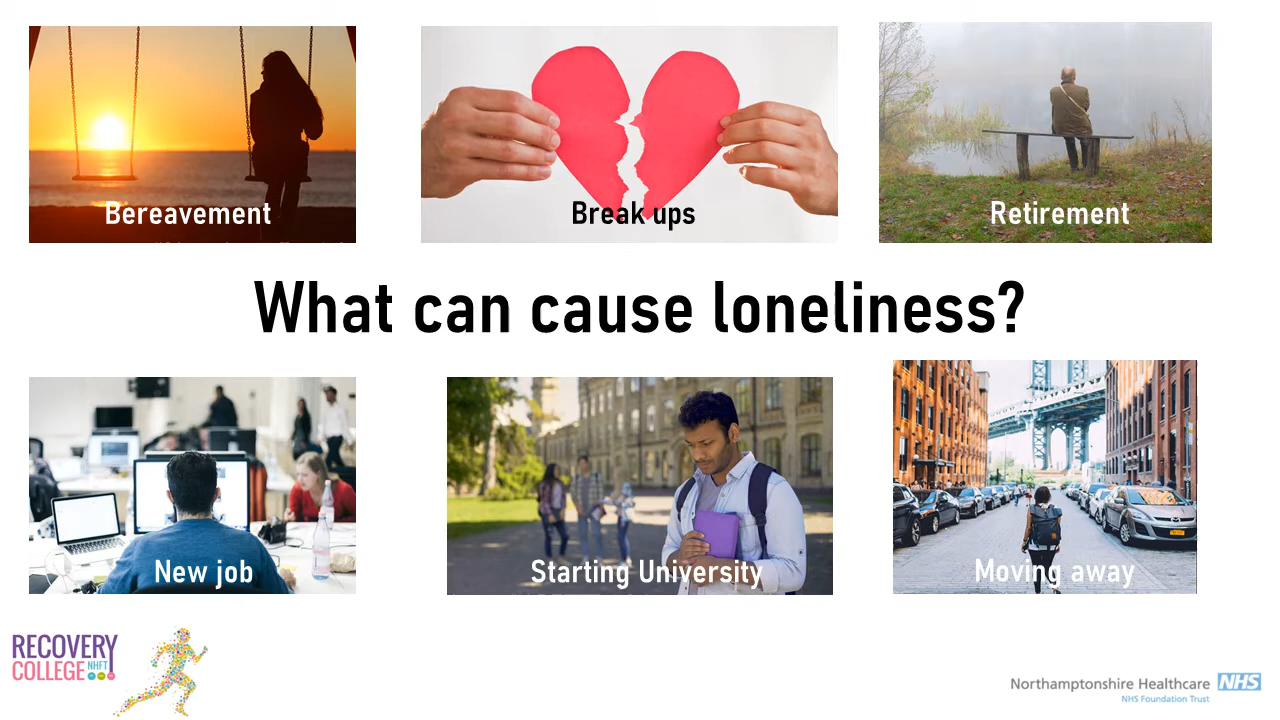 Bereavement
Break ups
Retirement
What can cause loneliness?
New job
Starting University
Moving away
RECOVERY
COLLEGE NHFT
Northamptonshire Healthcare NHS
NHS Foundation Trust